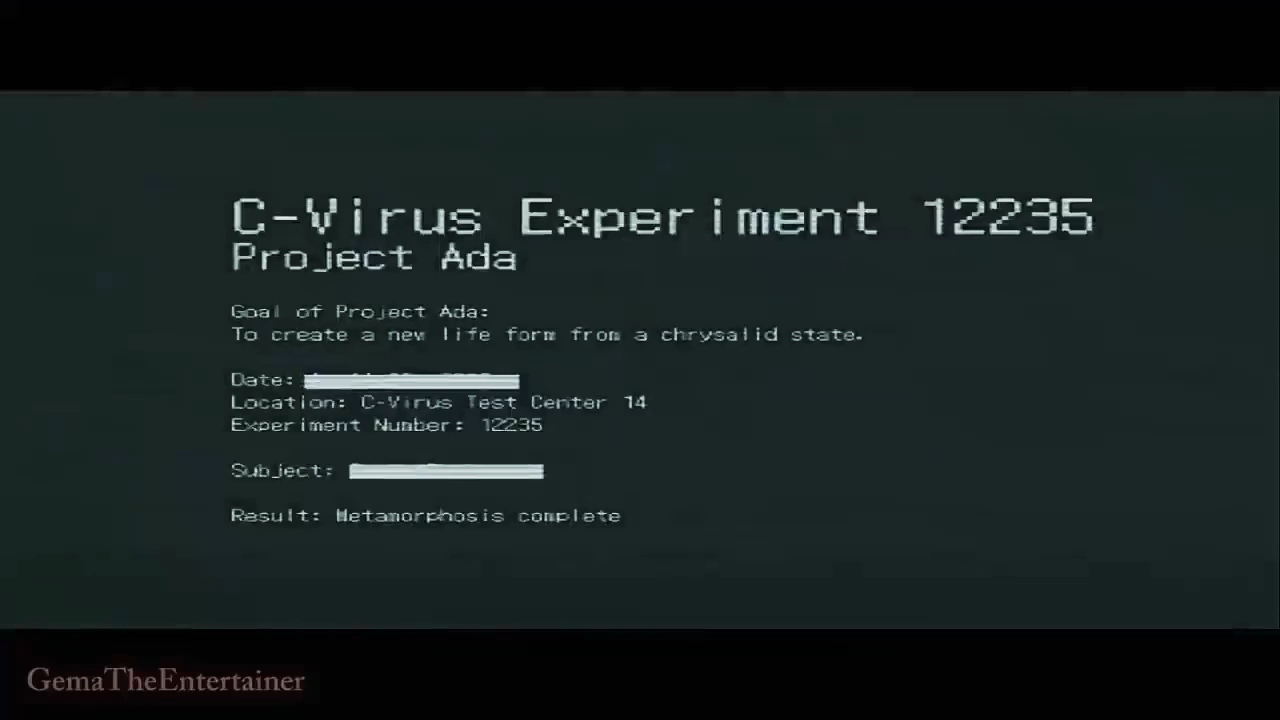 C-Virus Experiment 12235
Project Ada
Goal of Project Ada:
To create a new life form from a chrysalid state.
Date:
Location: C-Virus Test Center 14
Experiment Number: 12235
Subject:
Result: Metamorphosis complete
GemaTheEntertainer